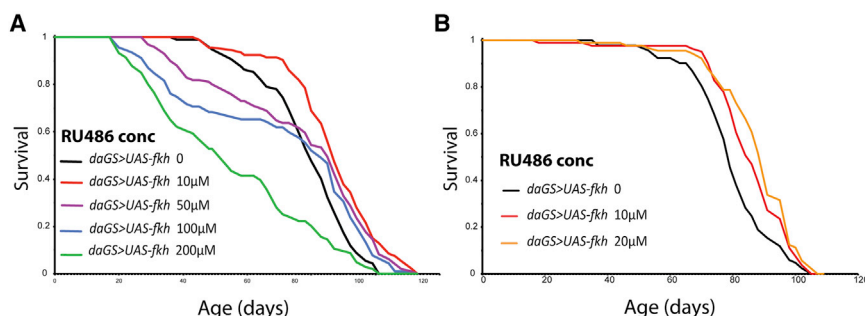 A
1
0.8
0.6
0.4
0.2
0
Survival
RU486 conc
daGS>UAS-fkh 0
daGS>UAS-fkh 10µM
daGS>UAS-fkh 50µM
daGS>UAS-fkh 100µM
daGS>UAS-fkh 200µM
0 20 40 60 80 100 120
Age (days)
B
1
0.8
0.6
0.4
0.2
0
Survival
RU486 conc
daGS>UAS-fkh 0
daGS>UAS-fkh 10µM
daGS>UAS-fkh 20µM
0 20 40 60 80 100 120
Age (days)